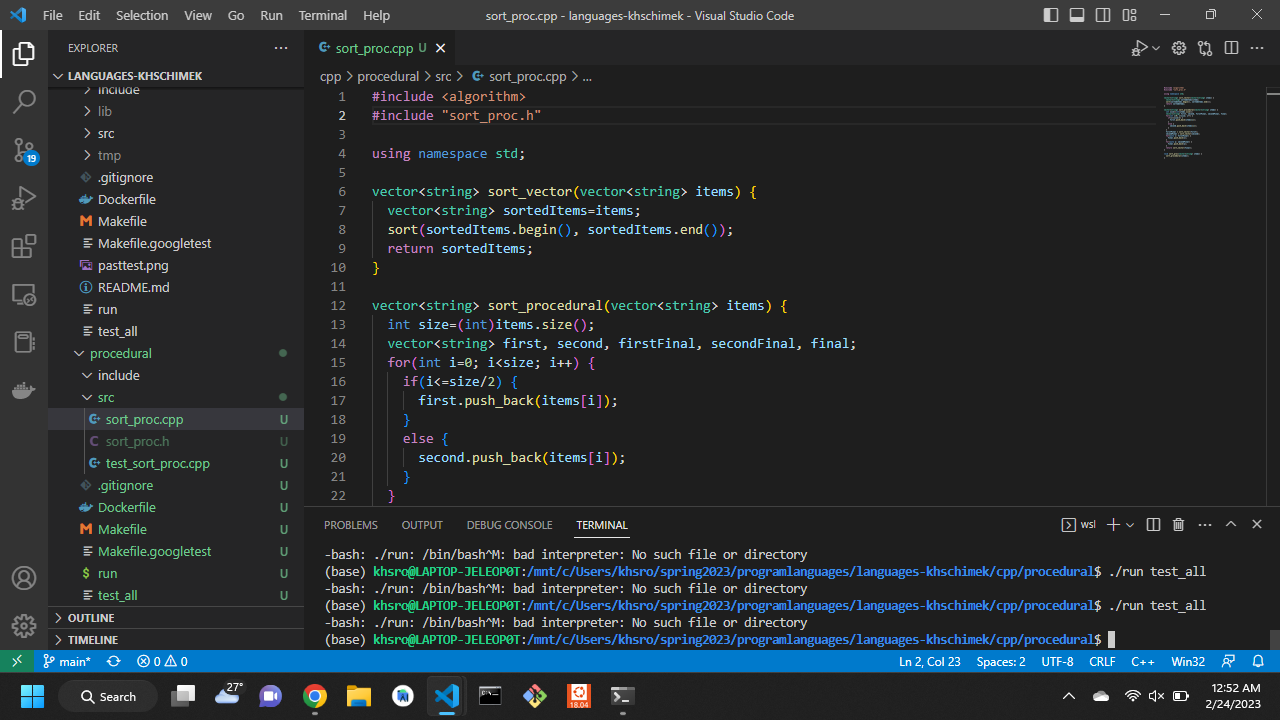 File Edit Selection View Go Run Terminal Help sort_proc.cpp - languages-khschimek - Visual Studio Code
EXPLORER
LANGUAGES-KHSCHIMEK
include
lib
src
tmp
.gitignore
Dockerfile
Makefile
Makefile.googletest
pasttest.png
README.md
run
test_all
procedural
include
src
sort_proc.cpp U
sort_proc.h U
test_sort_proc.cpp U
.gitignore U
Dockerfile U
Makefile U
Makefile.googletest U
run U
test_all U
OUTLINE
TIMELINE
19
sort_proc.cpp U
cpp > procedural > src > sort_proc.cpp > ...
1 #include <algorithm>
2 #include "sort_proc.h"
3
4 using namespace std;
5
6 vector<string> sort_vector(vector<string> items) {
7 vector<string> sortedItems=items;
8 sort(sortedItems.begin(), sortedItems.end());
9 return sortedItems;
10 }
11
12 vector<string> sort_procedural(vector<string> items) {
13 int size=(int)items.size();
14 vector<string> first, second, firstFinal, secondFinal, final;
15 for(int i=0; i<size; i++) {
16 if(i<=size/2) {
17 first.push_back(items[i]);
18 }
19 else {
20 second.push_back(items[i]);
21 }
22 }
PROBLEMS OUTPUT DEBUG CONSOLE TERMINAL wsl
-bash: ./run: /bin/bash^M: bad interpreter: No such file or directory
(base) khsro@LAPTOP-JELEOP0T:/mnt/c/Users/khsro/spring2023/programlanguages/languages-khschimek/cpp/procedural$ ./run test_all
-bash: ./run: /bin/bash^M: bad interpreter: No such file or directory
(base) khsro@LAPTOP-JELEOP0T:/mnt/c/Users/khsro/spring2023/programlanguages/languages-khschimek/cpp/procedural$ ./run test_all
-bash: ./run: /bin/bash^M: bad interpreter: No such file or directory
(base) khsro@LAPTOP-JELEOP0T:/mnt/c/Users/khsro/spring2023/programlanguages/languages-khschimek/cpp/procedural$
main* 0 0 Ln 2, Col 23 Spaces: 2 UTF-8 CRLF C++ Win32
Search 27° 18.04 12:52 AM
2/24/2023